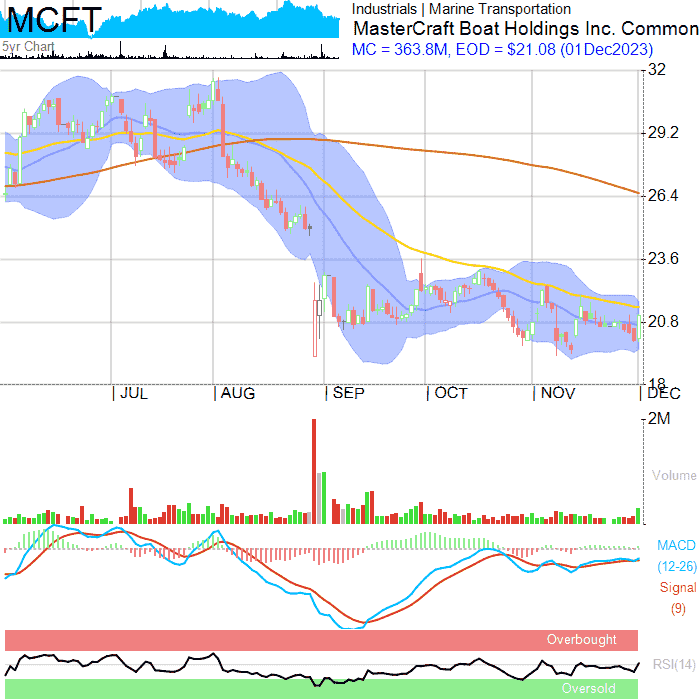 MCFT
5yr Chart
Industrials | Marine Transportation
MasterCraft Boat Holdings Inc. Common
MC = 363.8M, EOD = $21.08 (01Dec2023)
32
29.2
26.4
23.6
20.8
18
JUL
AUG
SEP
OCT
NOV
DEC
2M
Volume
MACD
(12-26)
Signal
(9)
Overbought
RSI(14)
Oversold